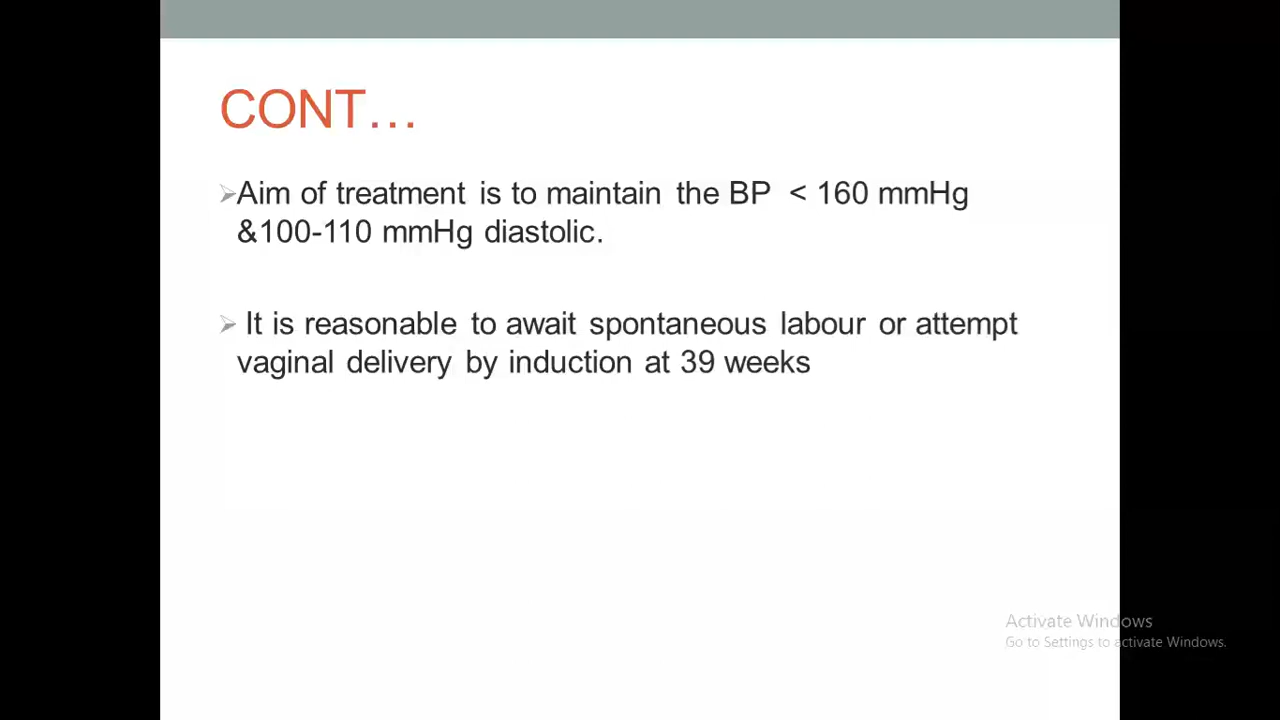 CONT…
➢Aim of treatment is to maintain the BP < 160 mmHg
&100-110 mmHg diastolic.
➢ It is reasonable to await spontaneous labour or attempt
vaginal delivery by induction at 39 weeks
Activate Windows
Go to Settings to activate Windows.